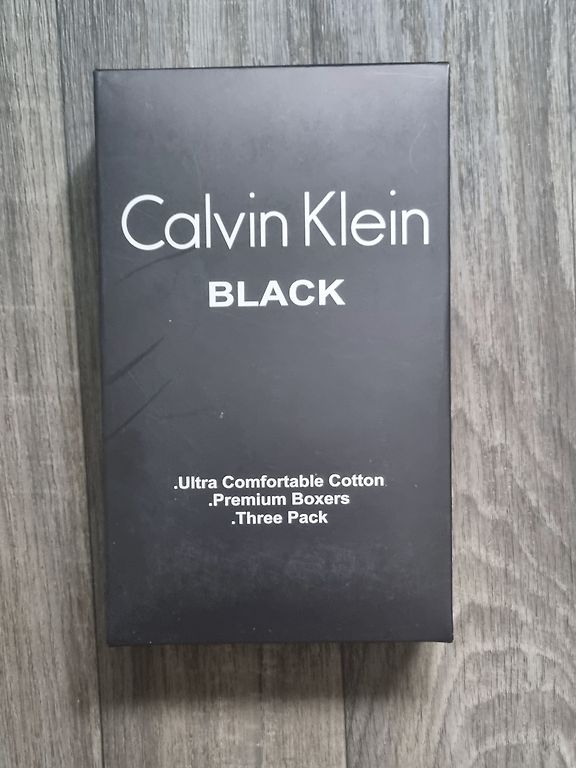 Calvin Klein
BLACK
.Ultra Comfortable Cotton
.Premium Boxers
.Three Pack